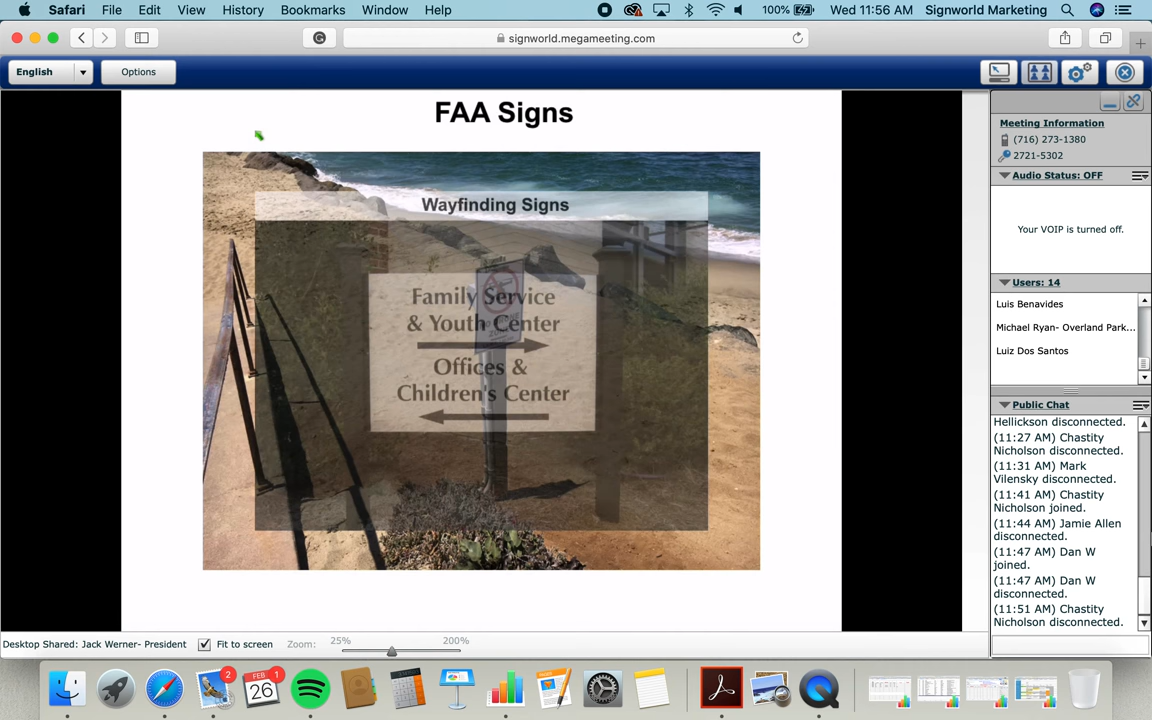 Safari File Edit View History Bookmarks Window Help 100% Wed 11:56 AM Signworld Marketing
signworld.megameeting.com
English Options
FAA Signs
Wayfinding Signs
Family Service
& Youth Center
Offices &
Children's Center
Meeting Information
(716) 273-1380
2721-5302
Audio Status: OFF
Your VOIP is turned off.
Users: 14
Luis Benavides
Michael Ryan- Overland Park...
Luiz Dos Santos
Public Chat
Hellickson disconnected.
(11:27 AM) Chastity
Nicholson disconnected.
(11:31 AM) Mark
Vilensky disconnected.
(11:41 AM) Chastity
Nicholson joined.
(11:44 AM) Jamie Allen
disconnected.
(11:47 AM) Dan W
joined.
(11:47 AM) Dan W
disconnected.
(11:51 AM) Chastity
Nicholson disconnected.
Desktop Shared: Jack Werner- President Fit to screen Zoom: 25% 200%
2
FEB 1
26